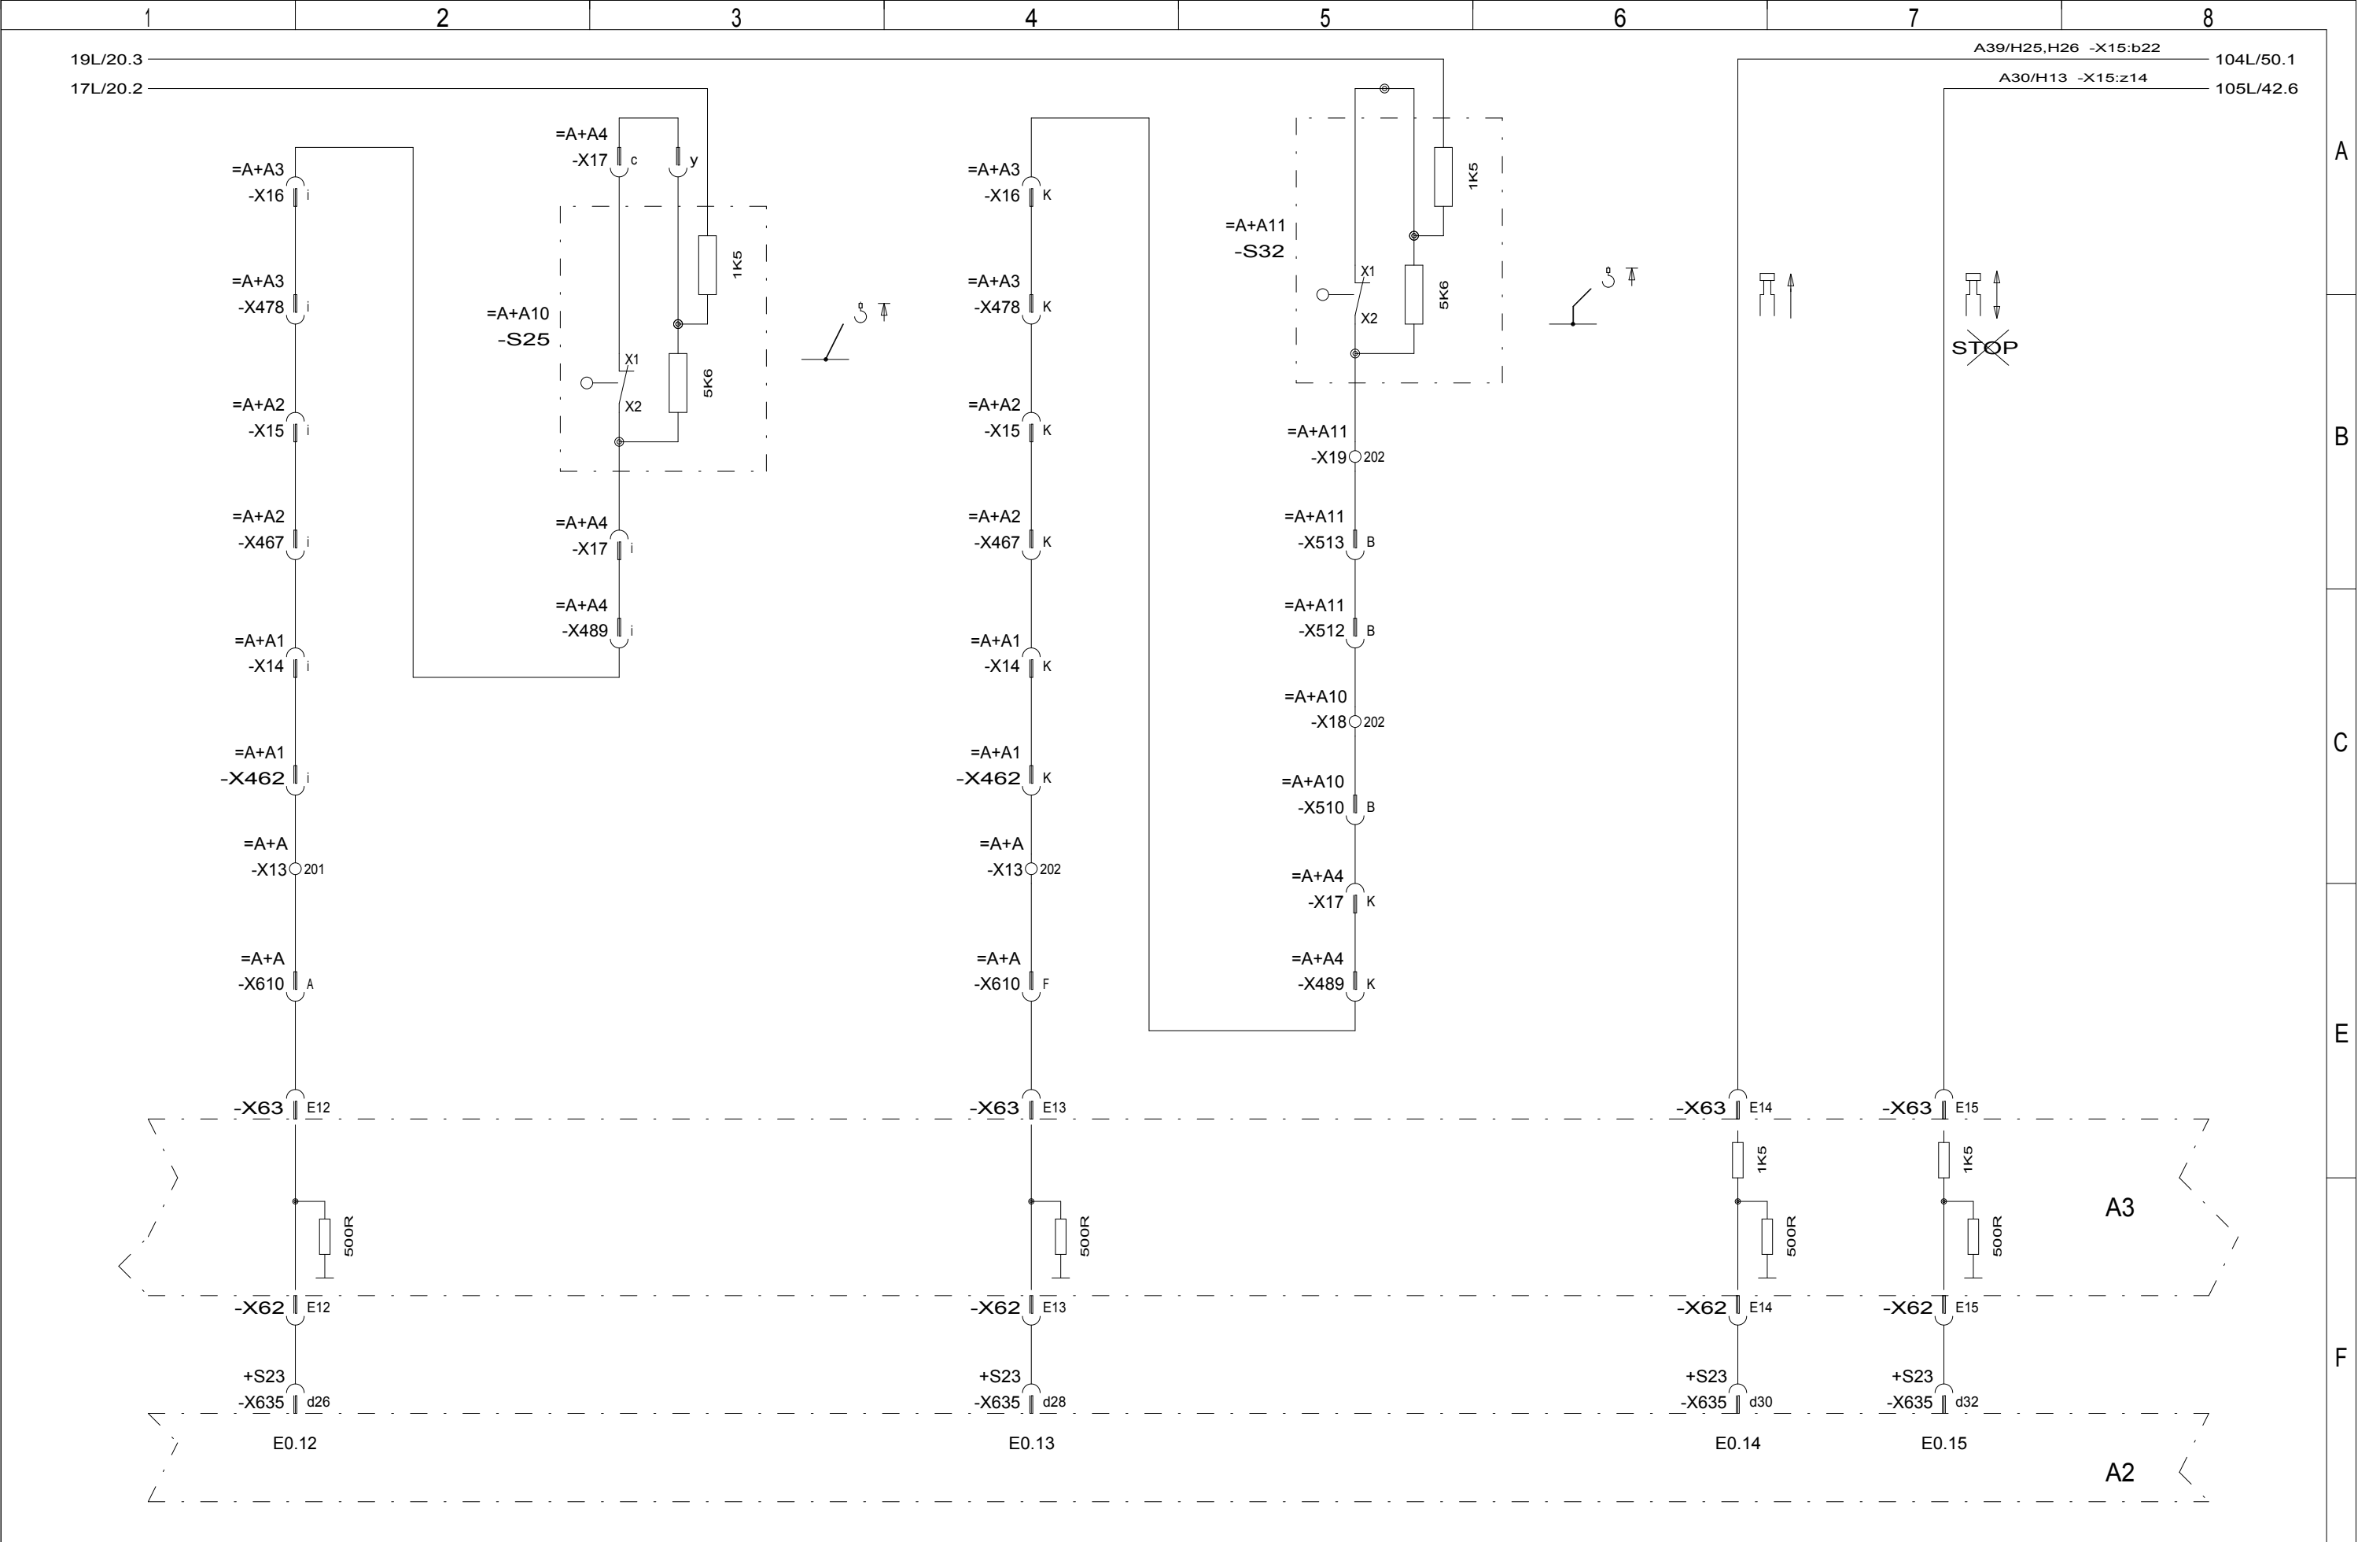 1 2 3 4 5 6 7 8
A39/H25,H26 -X15:b22
19L/20.3 104L/50.1
A30/H13 -X15:z14
17L/20.2 105L/42.6
=A+A4
-X17 c y
=A+A3
-X16 i
=A+A3
-X16 K
1K5
A
=A+A11
-S32
1K5
=A+A3
-X478 i
=A+A10
-S25
=A+A3
-X478 K
X1
X2
5K6
STOP
X1
X2
5K6
=A+A2
-X15 i
=A+A2
-X15 K
=A+A11
-X19 202
B
=A+A2
-X467 i
=A+A4
-X17 i
=A+A2
-X467 K
=A+A11
-X513 B
=A+A4
-X489 i
=A+A11
-X512 B
=A+A1
-X14 i
=A+A1
-X14 K
=A+A10
-X18 202
C
=A+A1
-X462 i
=A+A1
-X462 K
=A+A10
-X510 B
=A+A
-X13 201
=A+A
-X13 202
=A+A4
-X17 K
=A+A
-X610 A
=A+A
-X610 F
=A+A4
-X489 K
E
-X63 E12
-X63 E13
-X63 E14
-X63 E15
1K5
1K5
A3
500R
500R
500R
500R
-X62 E12
-X62 E13
-X62 E14
-X62 E15
F
+S23
-X635 d26
+S23
-X635 d28
+S23
-X635 d30
+S23
-X635 d32
E0.12 E0.13 E0.14 E0.15
A2